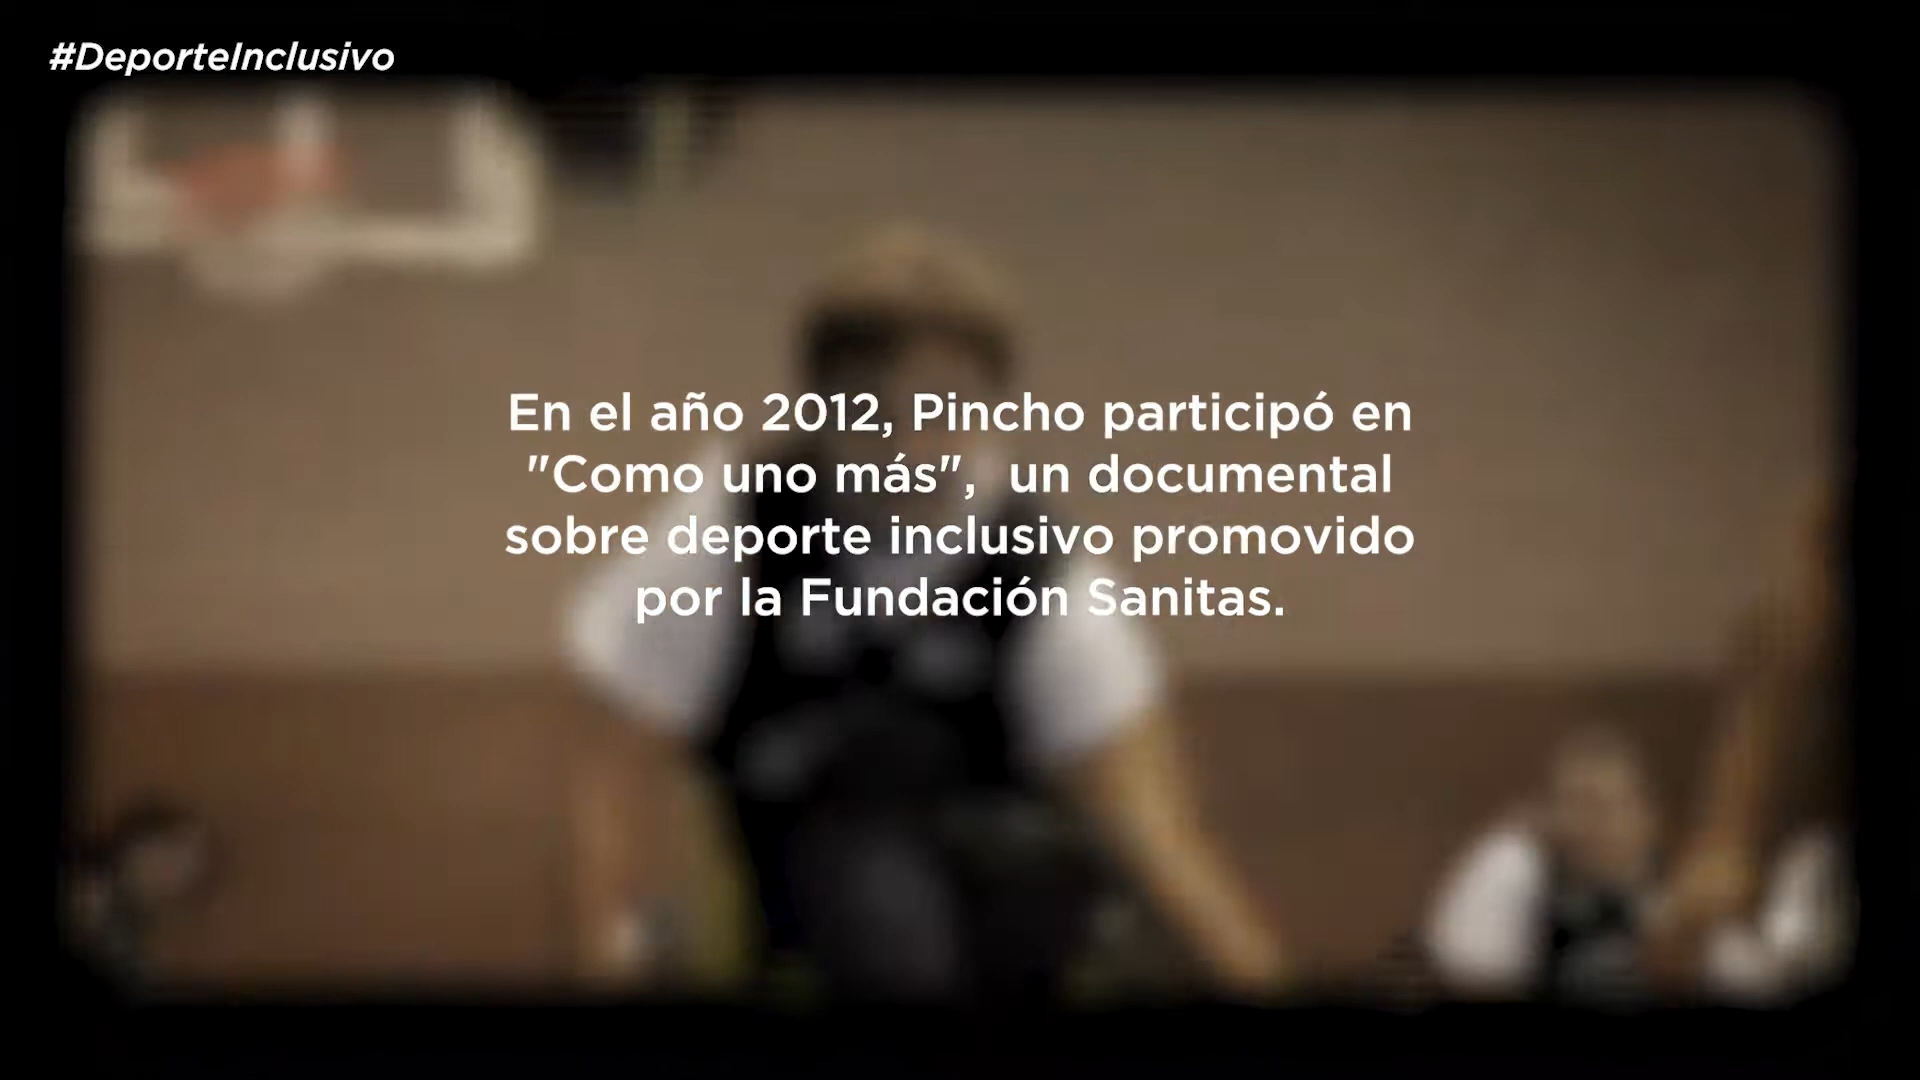 #DeporteInclusivo
En el año 2012, Pincho participó en
"Como uno más", un documental
sobre deporte inclusivo promovido
por la Fundación Sanitas.